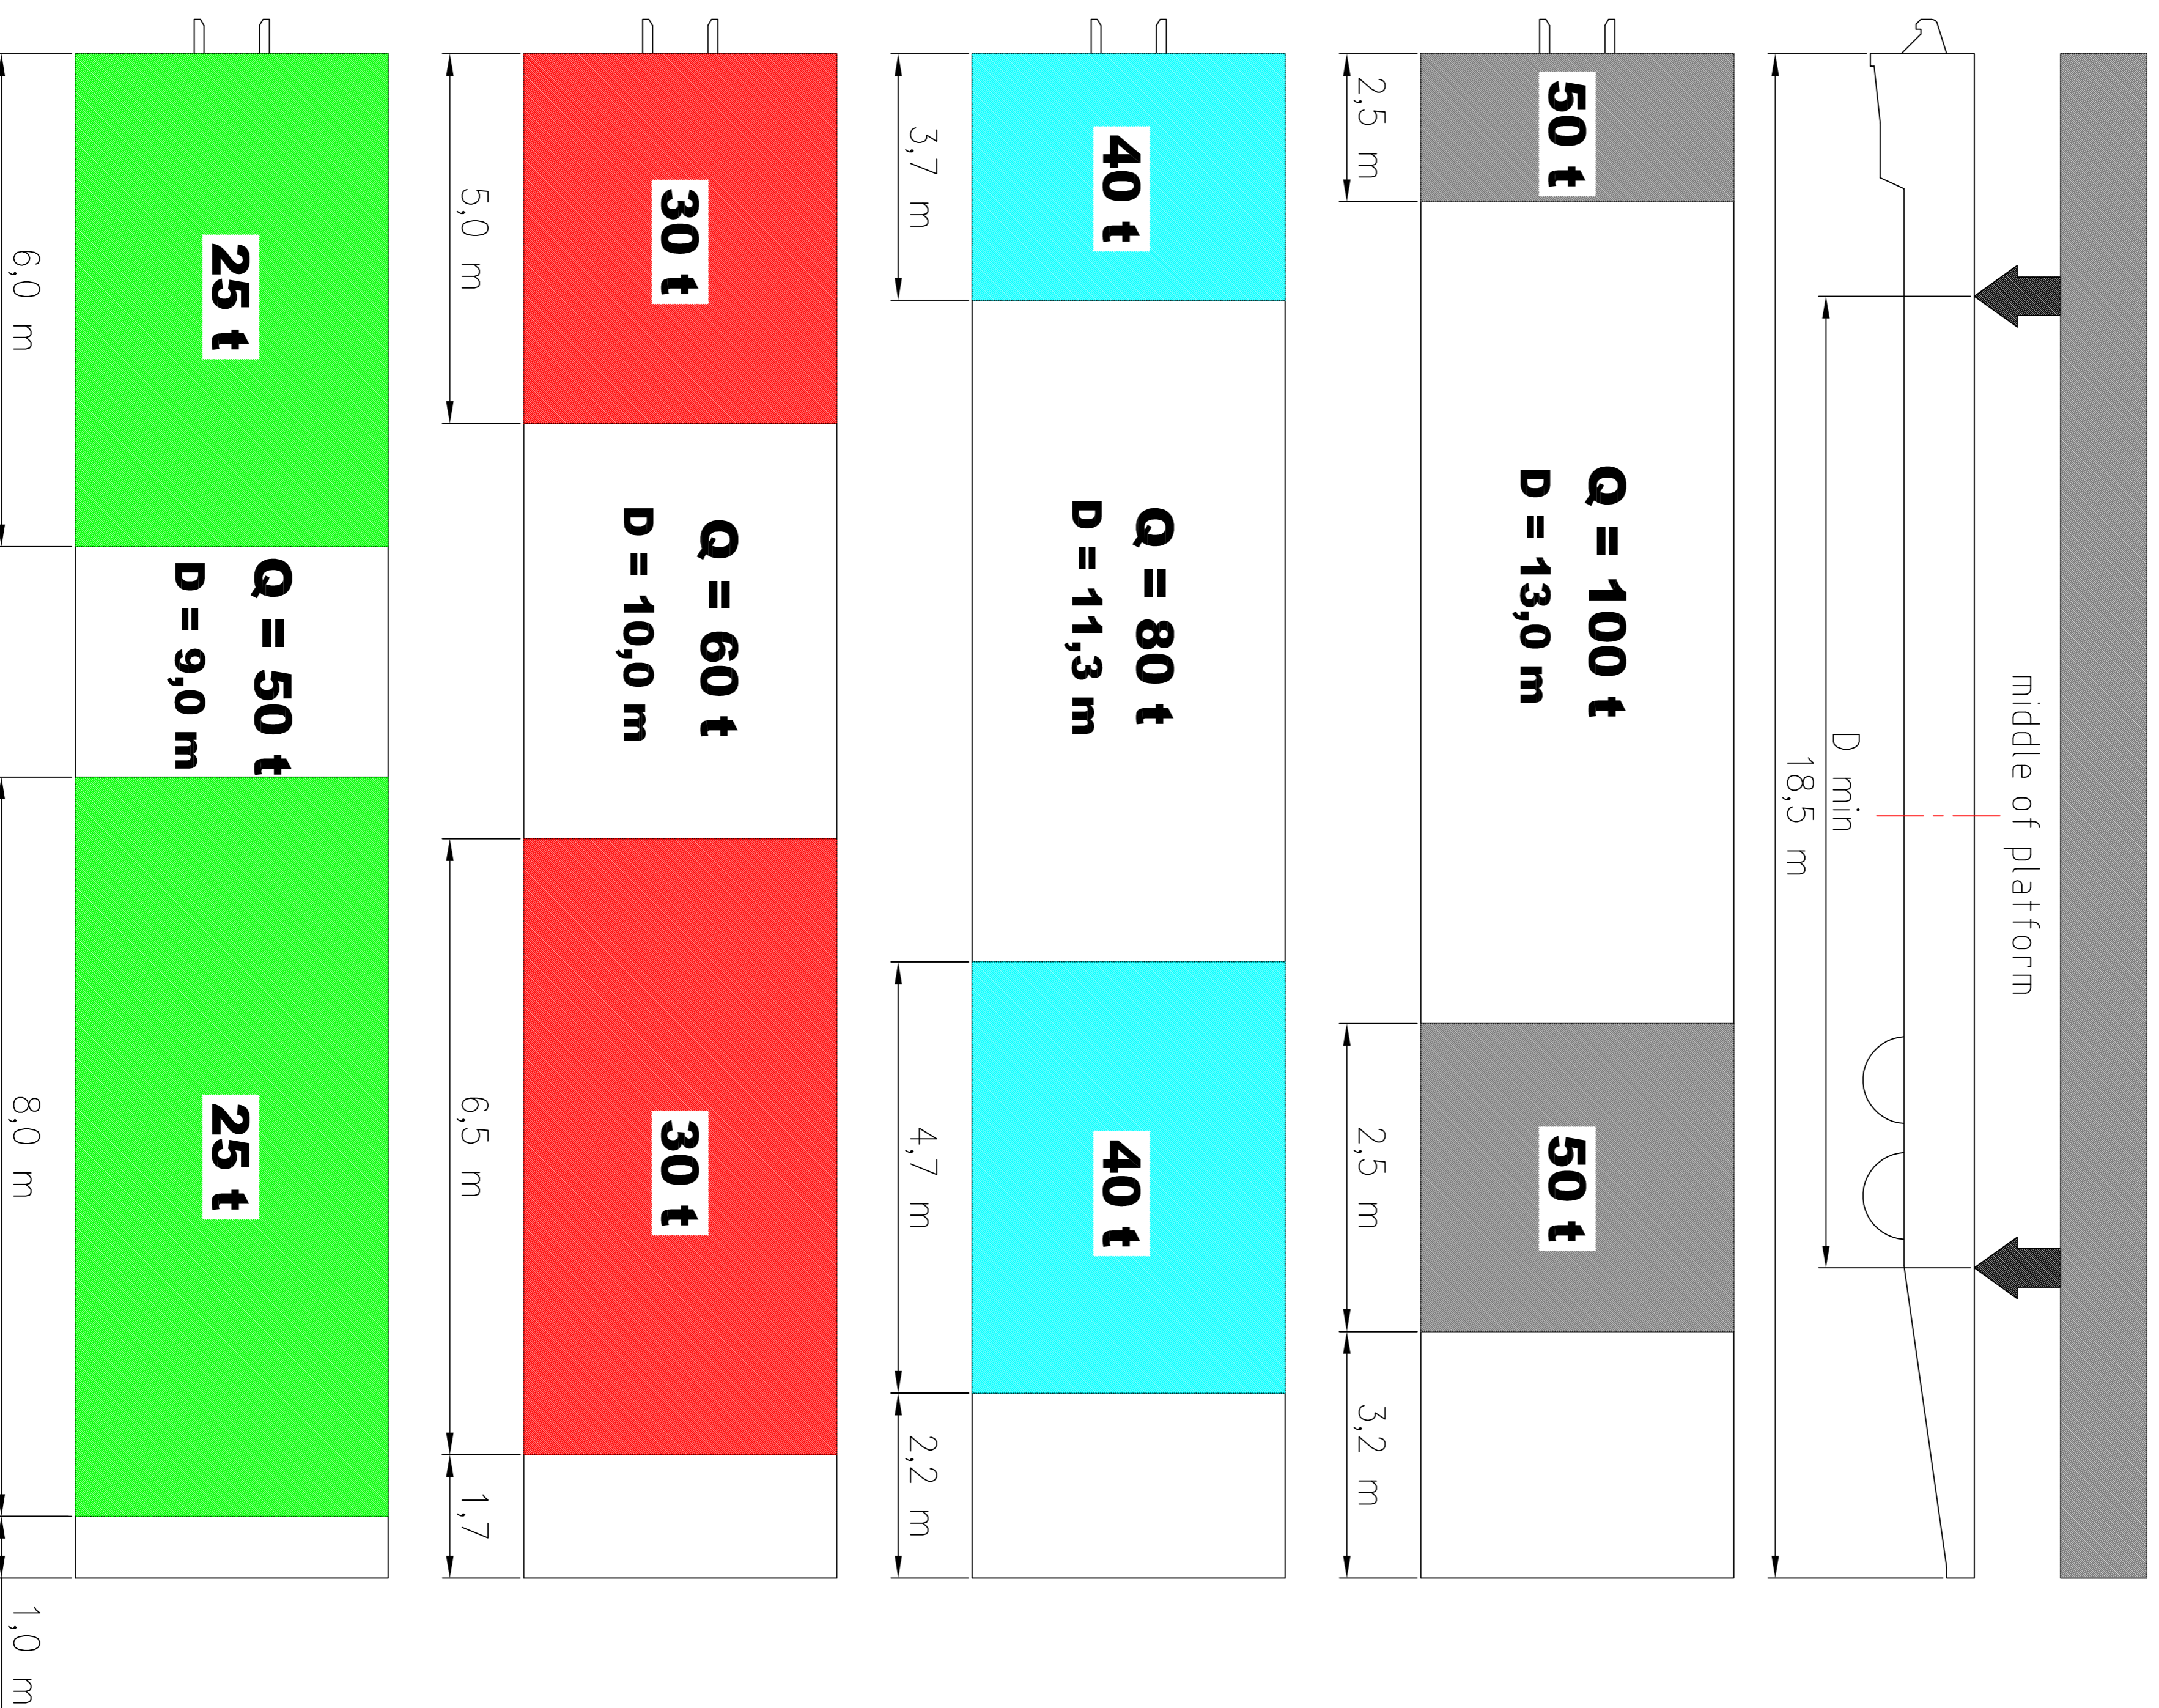 middle of platform
D min
18,5 m
50 t
Q = 100 t
D = 13,0 m
50 t
2,5 m
2,5 m
3,2 m
40 t
Q = 80 t
D = 11,3 m
40 t
3,7 m
4,7 m
2,2 m
30 t
Q = 60 t
D = 10,0 m
30 t
5,0 m
6,5 m
1,7
25 t
Q = 50 t
D = 9,0 m
25 t
6,0 m
8,0 m
1,0 m